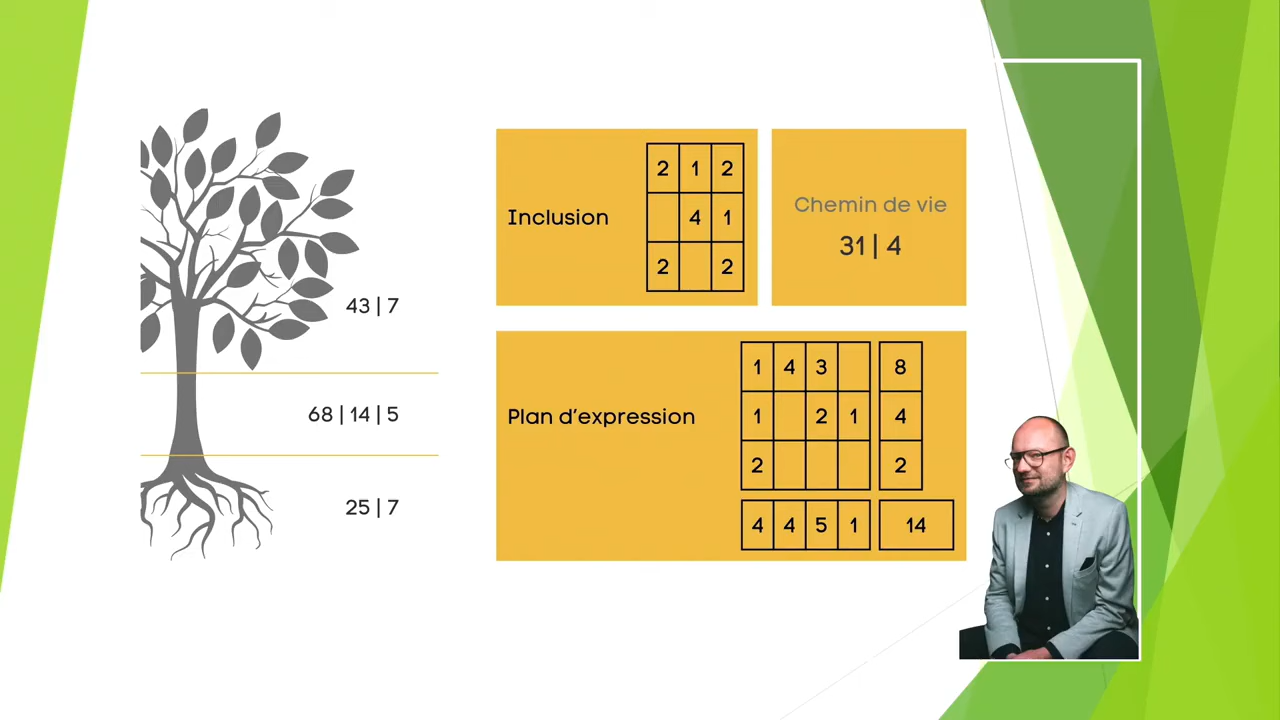 43 | 7
68 | 14 | 5
25 | 7
Inclusion
2 1 2
4 1
2 2
Chemin de vie
31 | 4
Plan d'expression
1 4 3 8
1 2 1 4
2 2
4 4 5 1 14